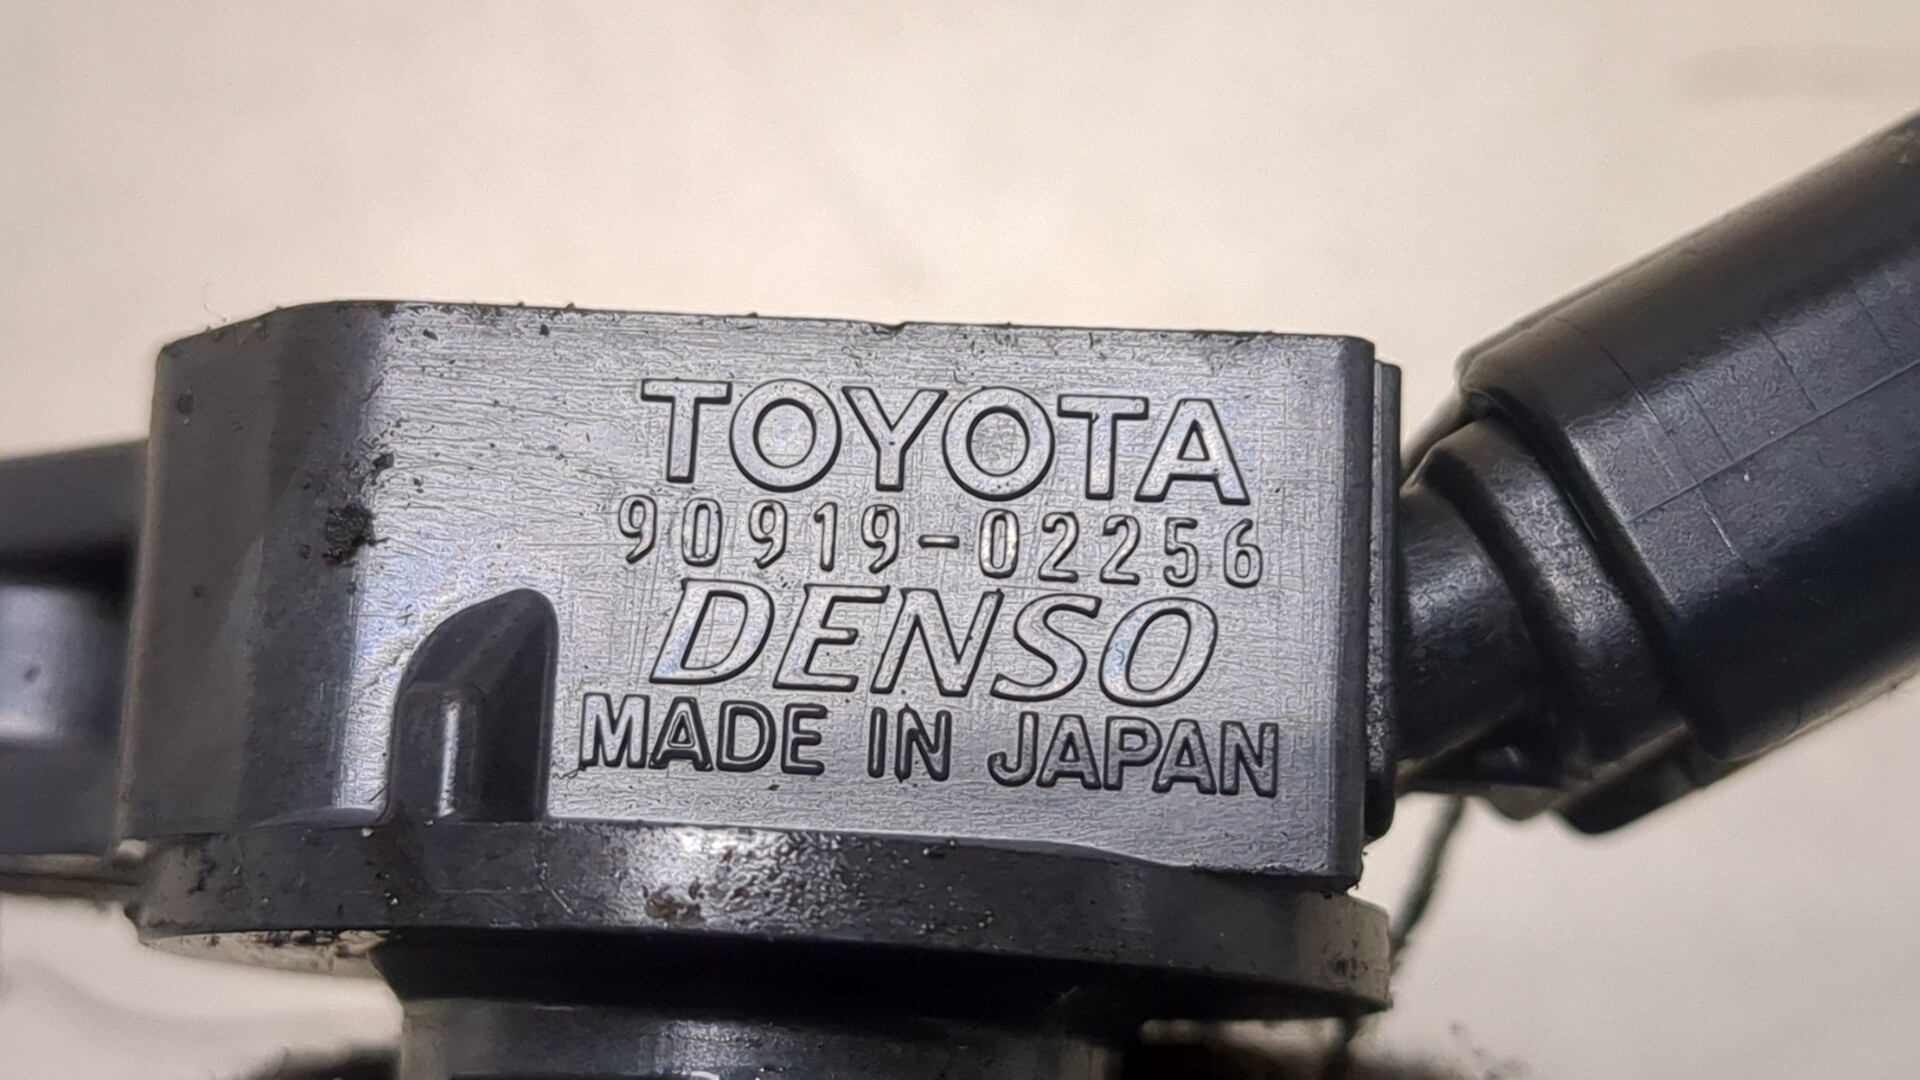 TOYOTA
90919-02256
DENSO
MADE IN JAPAN